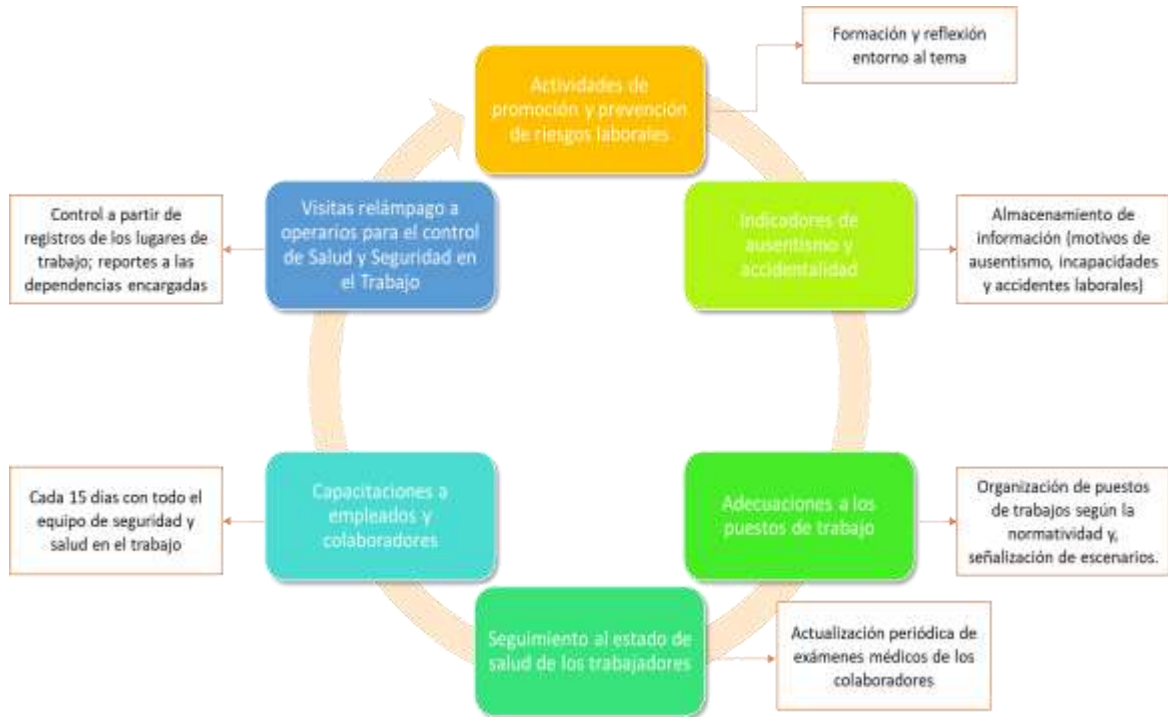 Formación y reflexión
entorno al tema
Actividades de
promoción y prevención
de riesgos laborales
Indicadores de
ausentismo y
accidentalidad
Almacenamiento de
información (motivos de
ausentismo, incapacidades
y accidentes laborales)
Adecuaciones a los
puestos de trabajo
Organización de puestos
de trabajos según la
normatividad y,
señalización de escenarios.
Seguimiento al estado de
salud de los trabajadores
Actualización periódica de
exámenes médicos de los
colaboradores
Capacitaciones a
empleados y
colaboradores
Cada 15 dias con todo el
equipo de seguridad y
salud en el trabajo
Visitas relámpago a
operarios para el control
de Salud y Seguridad en
el Trabajo
Control a partir de
registros de los lugares de
trabajo; reportes a las
dependencias encargadas